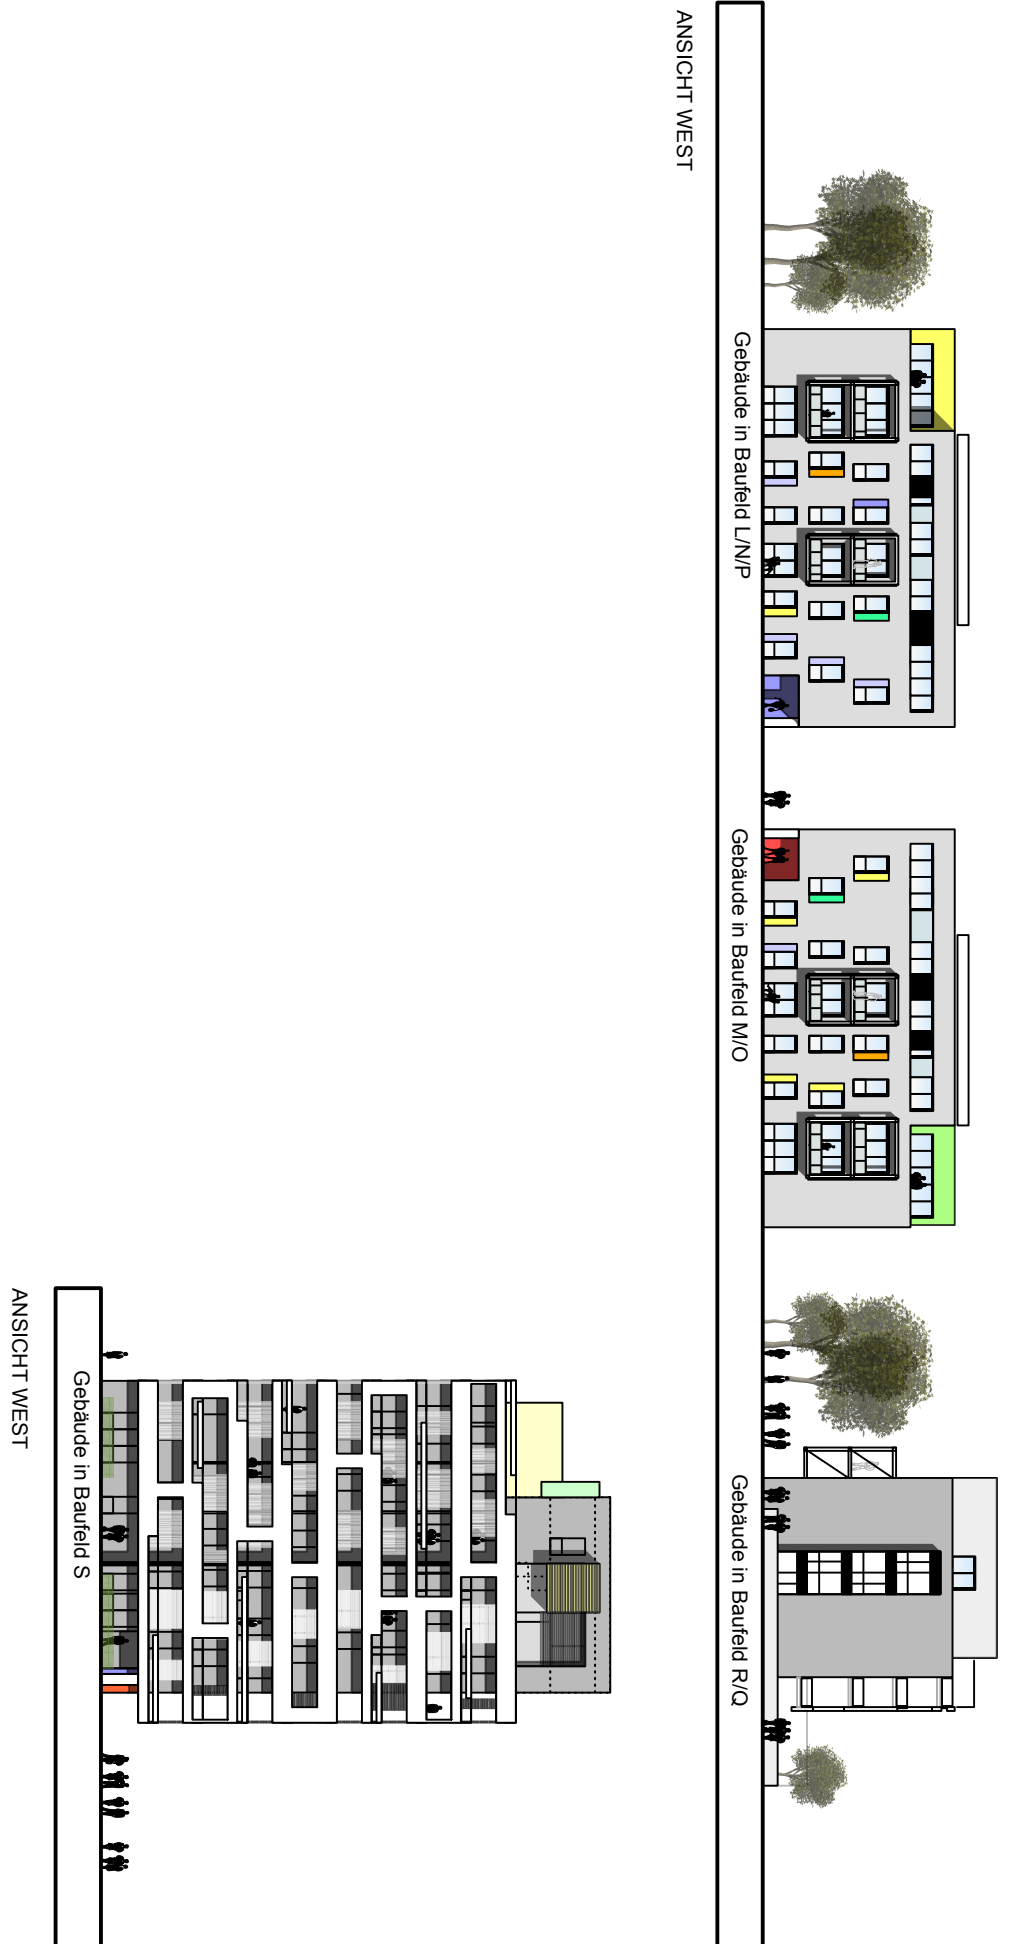 ANSICHT WEST
Gebäude in Baufeld L/N/P
Gebäude in Baufeld M/O
Gebäude in Baufeld R/Q
ANSICHT WEST
Gebäude in Baufeld S